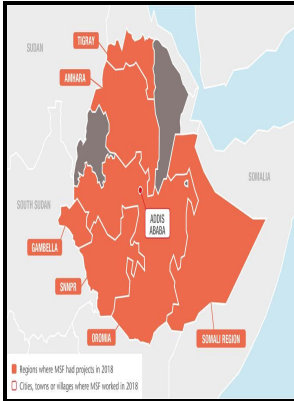 TIGRAY
SUDAN
AMHARA
SOMALIA
SOUTH SUDAN
ADDIS
ABABA
GAMBELLA
SNNPR
OROMIA
SOMALI REGION
Regions where MSF had projects in 2018
Cities, towns or villages where MSF worked in 2018